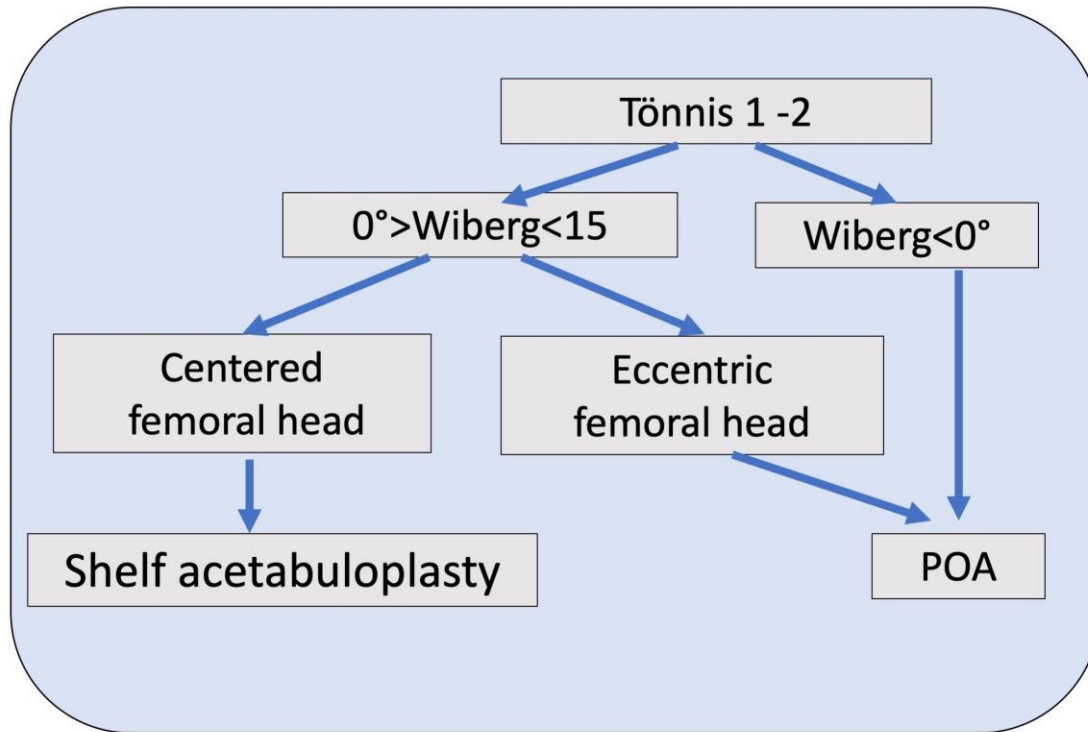 Tönnis 1 -2
0°>Wiberg<15
Wiberg<0°
Centered
femoral head
Eccentric
femoral head
Shelf acetabuloplasty
POA